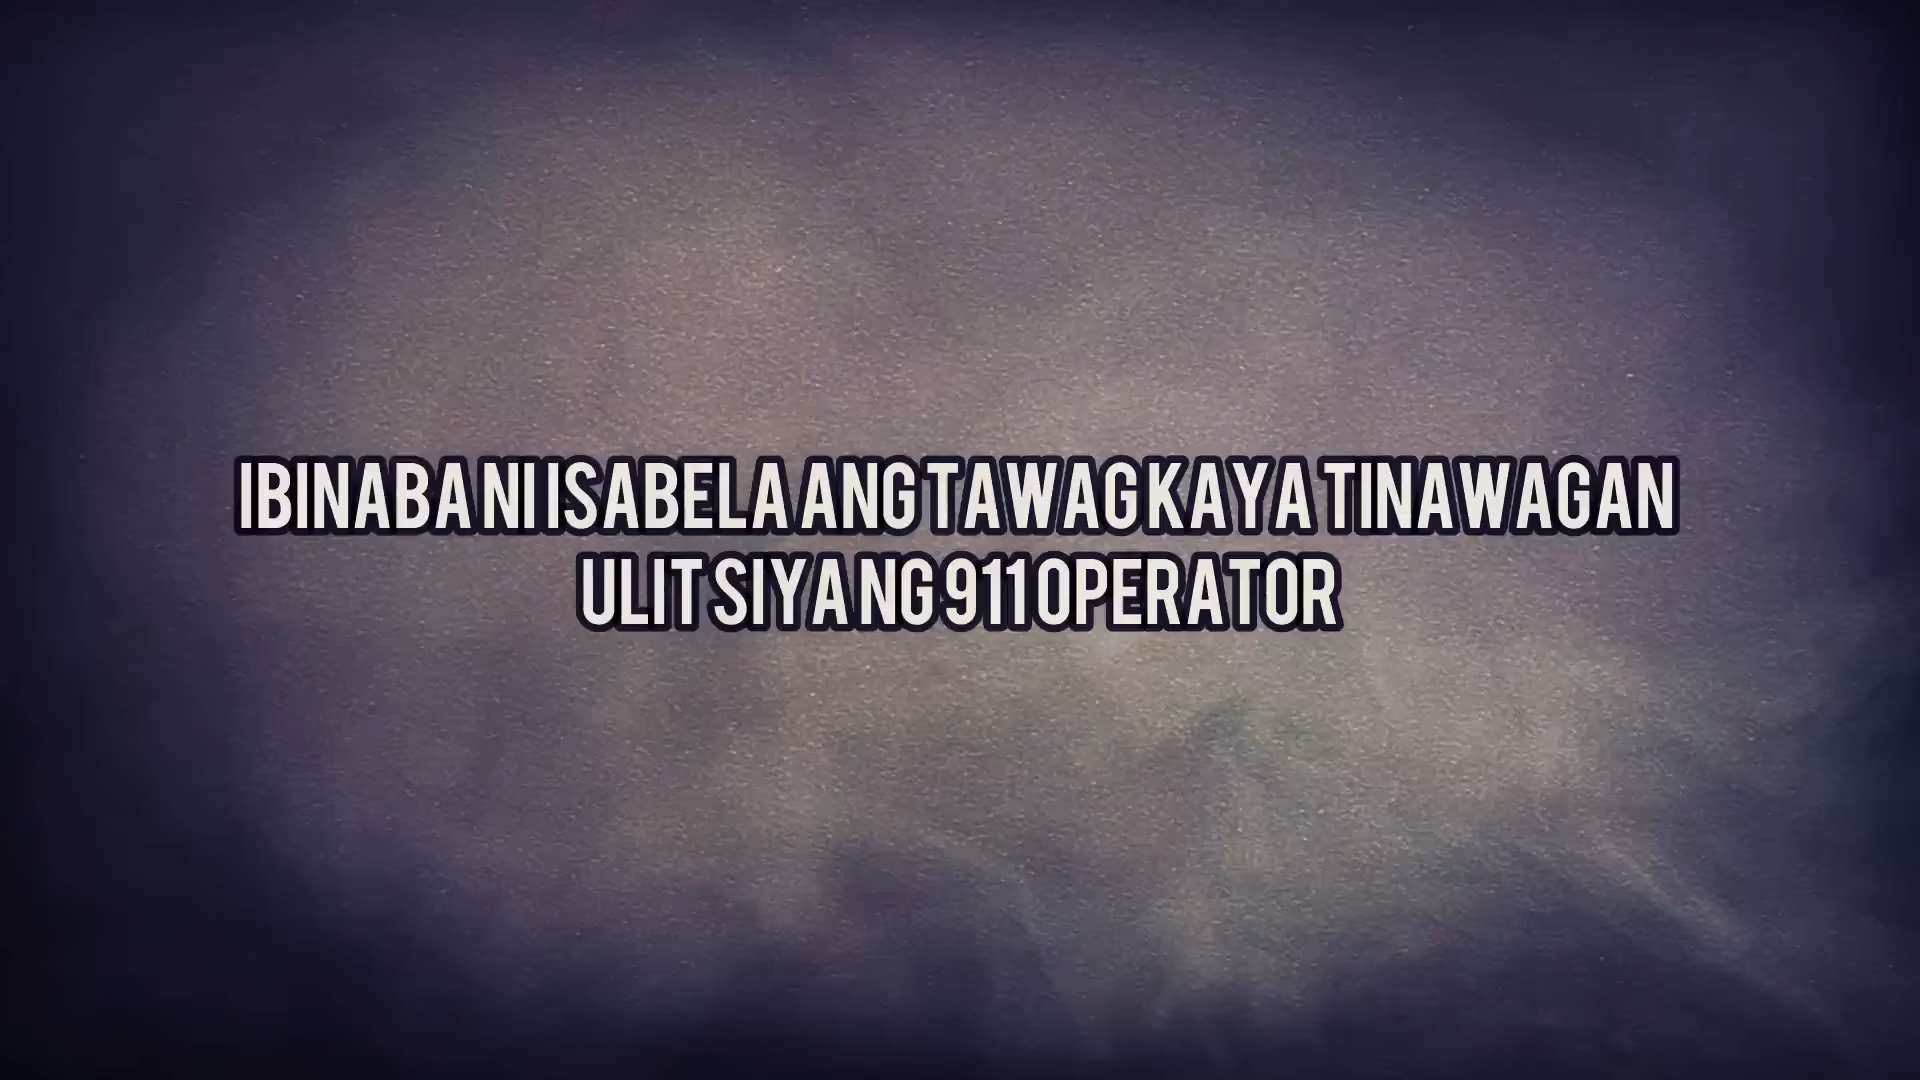 IBINABA NI ISABELA ANG TAWAG KAYA TINAWAGAN
ULIT SIYA NG 911 OPERATOR